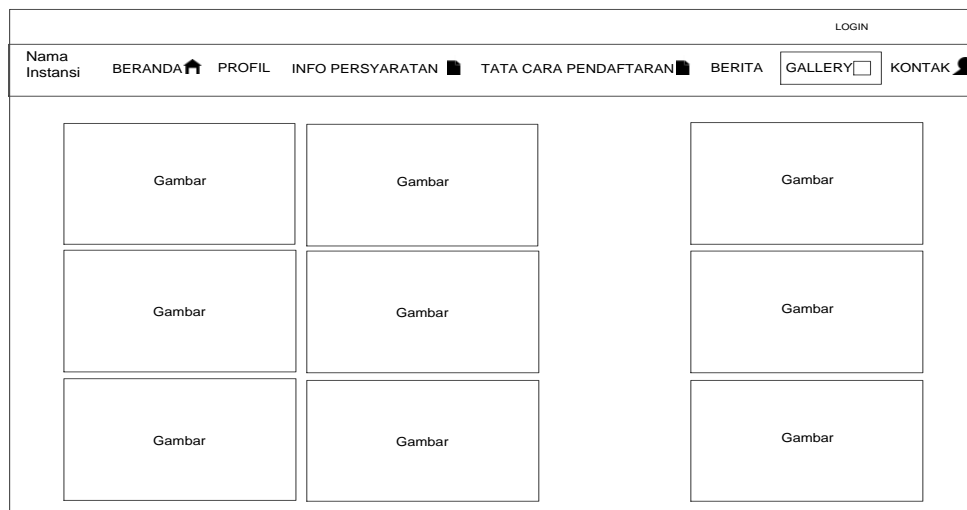 LOGIN
Nama
Instansi
BERANDA PROFIL INFO PERSYARATAN TATA CARA PENDAFTARAN BERITA GALLERY KONTAK
Gambar Gambar Gambar
Gambar Gambar Gambar
Gambar Gambar Gambar